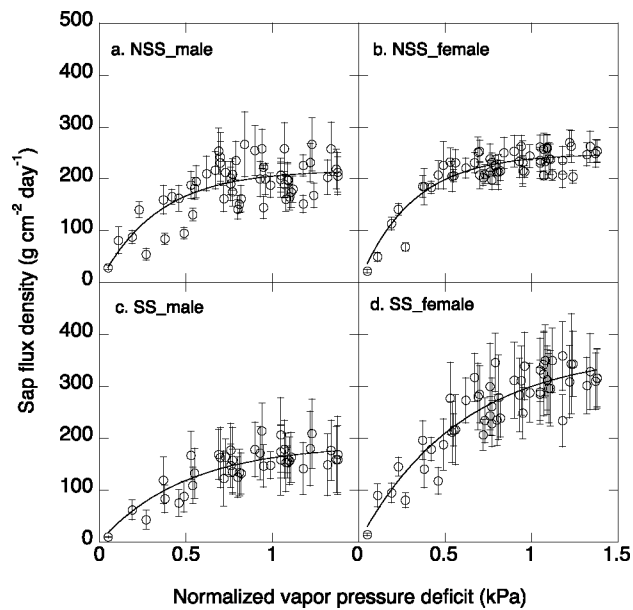 500
400
300
200
100
0
a. NSS_male
b. NSS_female
400
300
200
100
0
c. SS_male
d. SS_female
0 0.5 1 0 0.5 1 1.5
Sap flux density (g cm⁻² day⁻¹)
Normalized vapor pressure deficit (kPa)